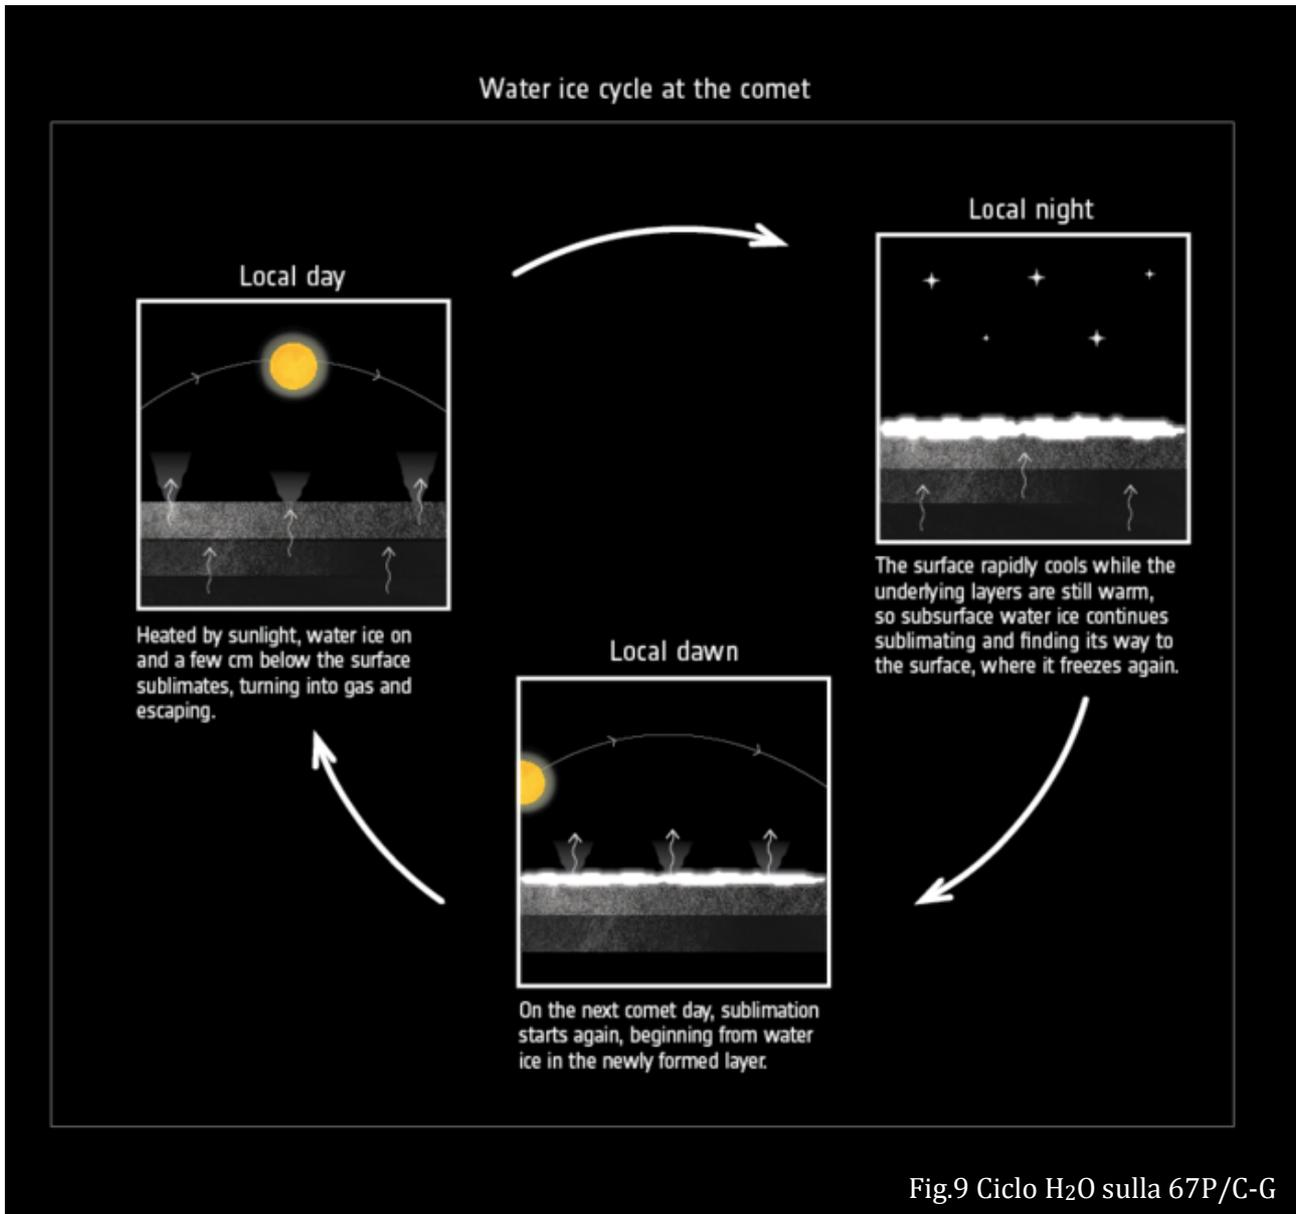 Water ice cycle at the comet
Local day
Heated by sunlight, water ice on
and a few cm below the surface
sublimates, turning into gas and
escaping.
Local night
The surface rapidly cools while the
underlying layers are still warm,
so subsurface water ice continues
sublimating and finding its way to
the surface, where it freezes again.
Local dawn
On the next comet day, sublimation
starts again, beginning from water
ice in the newly formed layer.
Fig.9 Ciclo H₂O sulla 67P/C-G